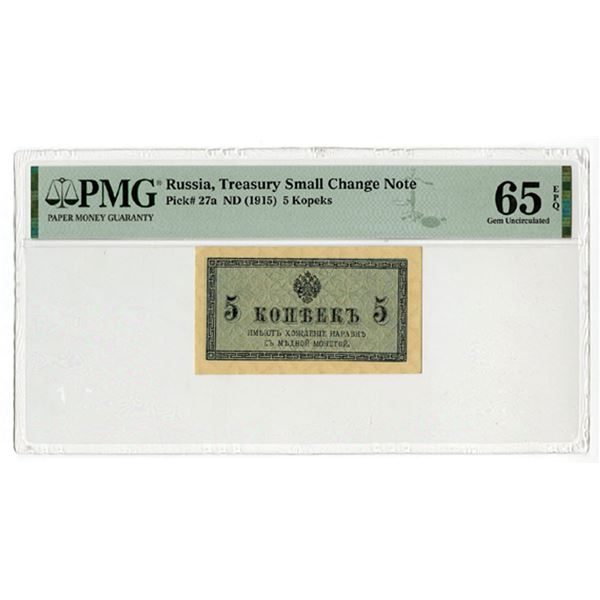 PMG®
PAPER MONEY GUARANTY
Russia, Treasury Small Change Note
Pick# 27a ND (1915) 5 Kopeks
65 EPQ
Gem Uncirculated
5 КОПѢЕКЪ 5
ИМѢЮТЪ ХОЖДЕНІЕ НАРАВНѢ
СЪ МѢДНОЙ МОНЕТОЙ.